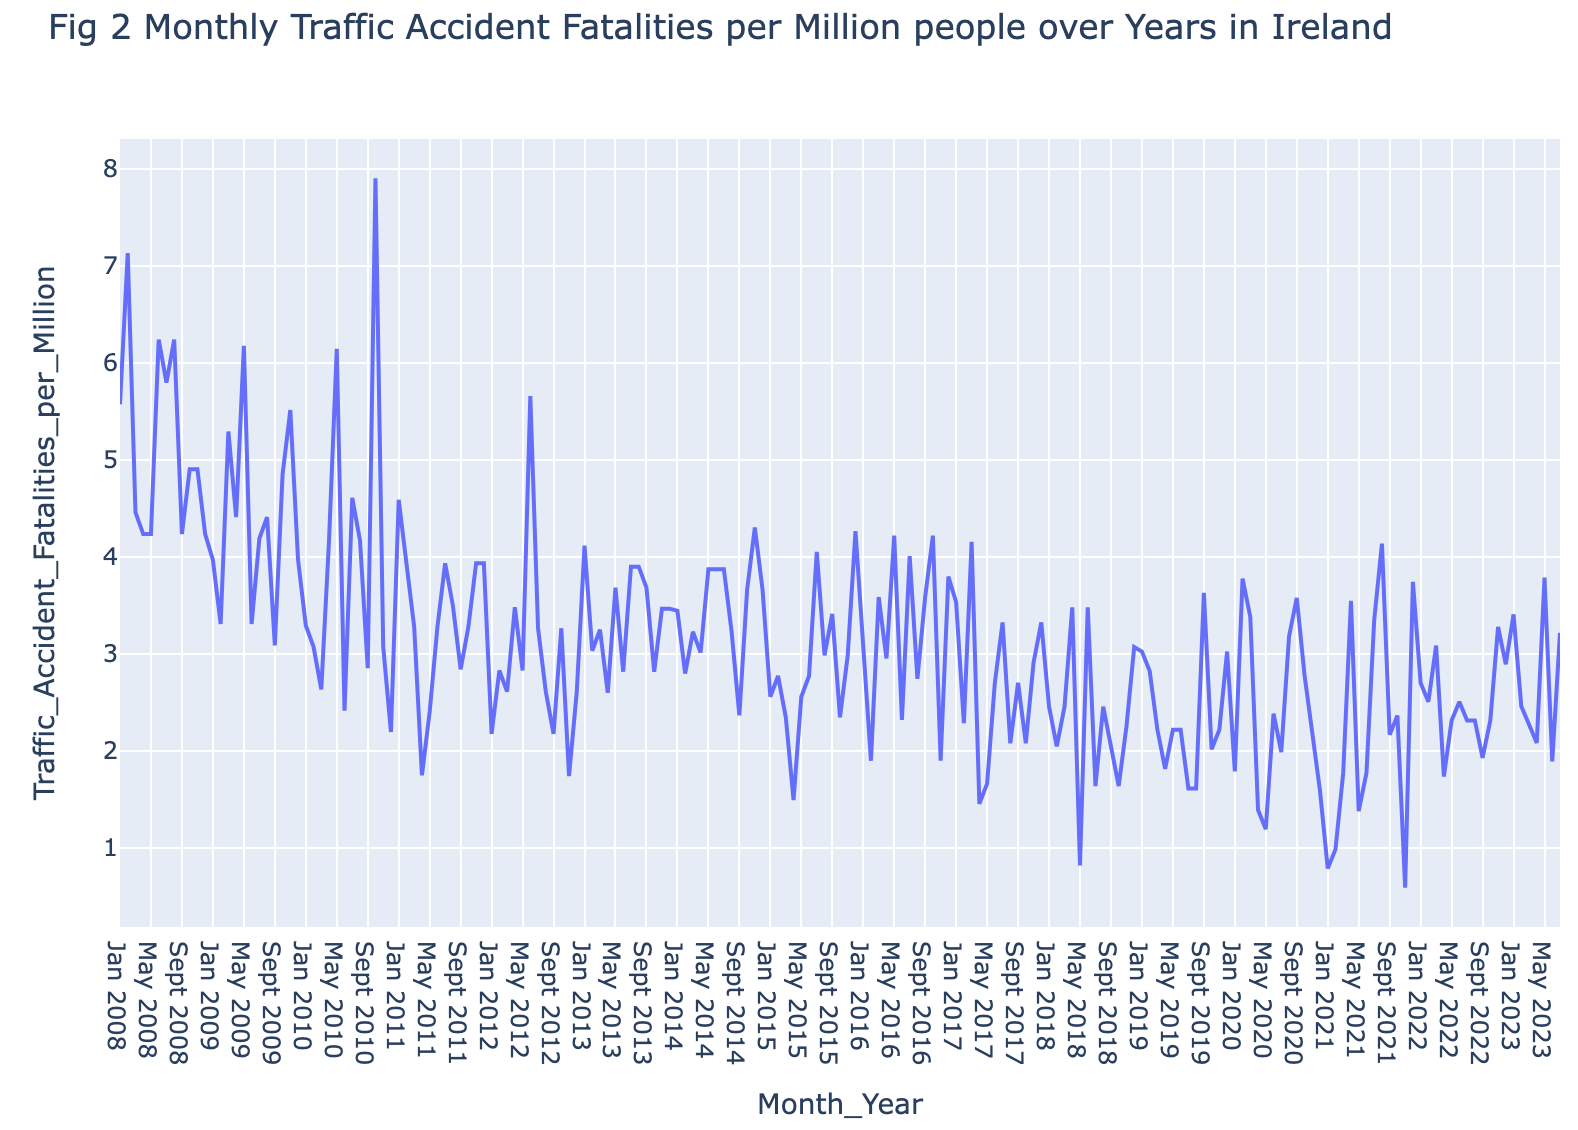 Fig 2 Monthly Traffic Accident Fatalities per Million people over Years in Ireland
Traffic_Accident_Fatalities_per_Million
8
7
6
5
4
3
2
1
Jan 2008
May 2008
Sept 2008
Jan 2009
May 2009
Sept 2009
Jan 2010
May 2010
Sept 2010
Jan 2011
May 2011
Sept 2011
Jan 2012
May 2012
Sept 2012
Jan 2013
May 2013
Sept 2013
Jan 2014
May 2014
Sept 2014
Jan 2015
May 2015
Sept 2015
Jan 2016
May 2016
Sept 2016
Jan 2017
May 2017
Sept 2017
Jan 2018
May 2018
Sept 2018
Jan 2019
May 2019
Sept 2019
Jan 2020
May 2020
Sept 2020
Jan 2021
May 2021
Sept 2021
Jan 2022
May 2022
Sept 2022
Jan 2023
May 2023
Month_Year